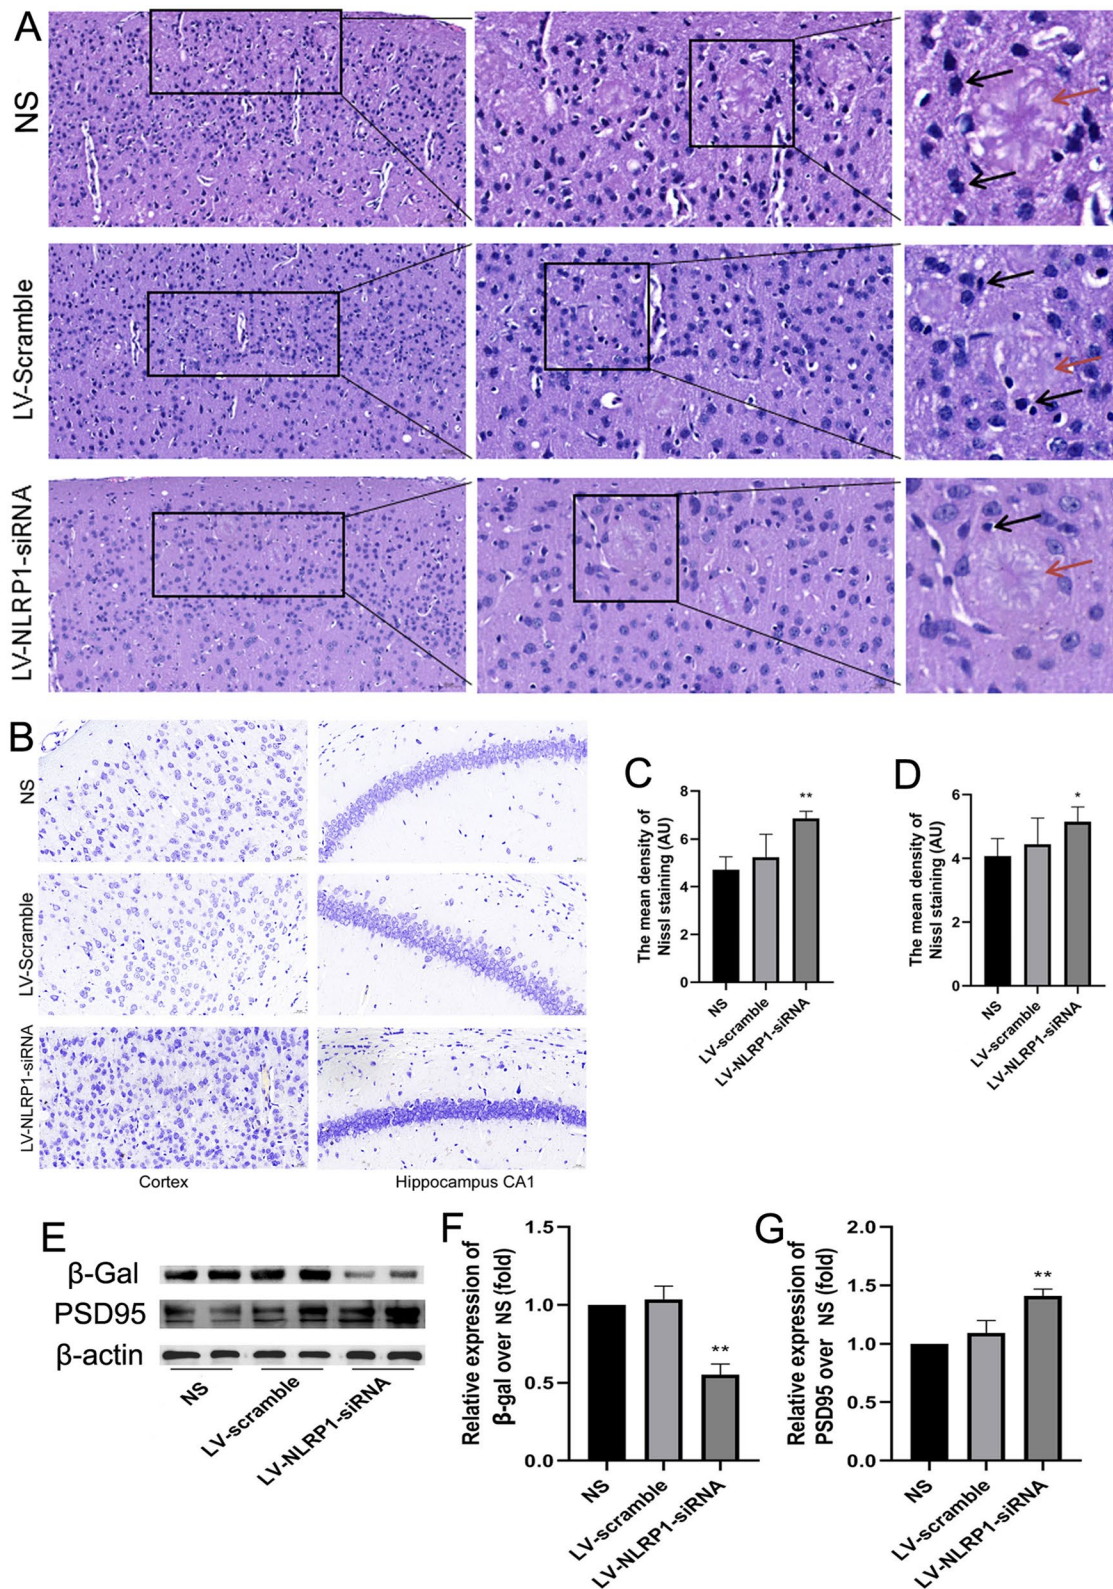 A
NS
LV-Scramble
LV-NLRP1-siRNA
B
NS
LV-Scramble
LV-NLRP1-siRNA
Cortex
Hippocampus CA1
C
The mean density of
Nissl staining (AU)
8
6
4
2
0
**
NS
LV-scramble
LV-NLRP1-siRNA
D
The mean density of
Nissl staining (AU)
6
4
2
0
*
NS
LV-scramble
LV-NLRP1-siRNA
E
β-Gal
PSD95
β-actin
NS
LV-scramble
LV-NLRP1-siRNA
F
Relative expression of
β-gal over NS (fold)
1.5
1.0
0.5
0.0
**
NS
LV-scramble
LV-NLRP1-siRNA
G
Relative expression of
PSD95 over NS (fold)
2.0
1.5
1.0
0.5
0.0
**
NS
LV-scramble
LV-NLRP1-siRNA